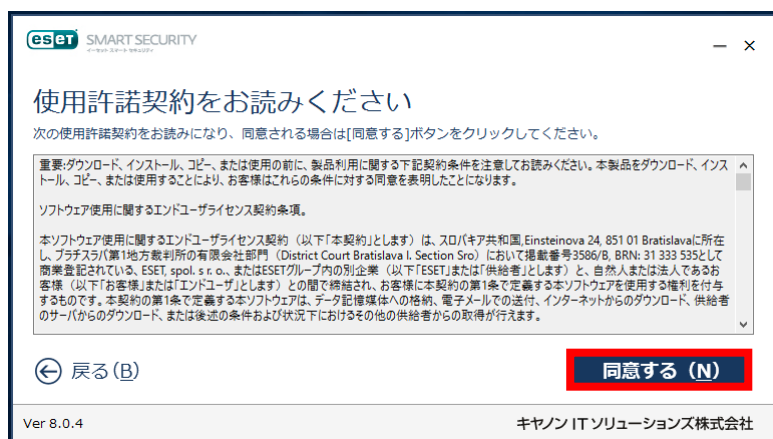 eset SMART SECURITY
イーセット スマート セキュリティ
使用許諾契約をお読みください
次の使用許諾契約をお読みになり、同意される場合は[同意する]ボタンをクリックしてください。
重要:ダウンロード、インストール、コピー、または使用の前に、製品利用に関する下記契約条件を注意してお読みください。本製品をダウンロード、インス
トール、コピー、または使用することにより、お客様はこれらの条件に対する同意を表明したことになります。
ソフトウェア使用に関するエンドユーザライセンス契約条項。
本ソフトウェア使用に関するエンドユーザライセンス契約（以下「本契約」とします）は、スロバキア共和国,Einsteinova 24, 851 01 Bratislavaに所在
し、ブラチスラバ第1地方裁判所の有限会社部門（District Court Bratislava I. Section Sro）において掲載番号3586/B, BRN: 31 333 535として
商業登記されている、ESET, spol. s r. o.、またはESETグループ内の別企業（以下「ESET」または「供給者」とします）と、自然人または法人であるお
客様（以下「お客様」または「エンドユーザ」とします）との間で締結され、お客様に本契約の第1条で定義する本ソフトウェアを使用する権利を付与
するものです。本契約の第1条で定義する本ソフトウェアは、データ記憶媒体への格納、電子メールでの送付、インターネットからのダウンロード、供給者
のサーバからのダウンロード、または後述の条件および状況下におけるその他の供給者からの取得が行えます。
戻る(B)
同意する（N）
Ver 8.0.4
キヤノン ITソリューションズ株式会社